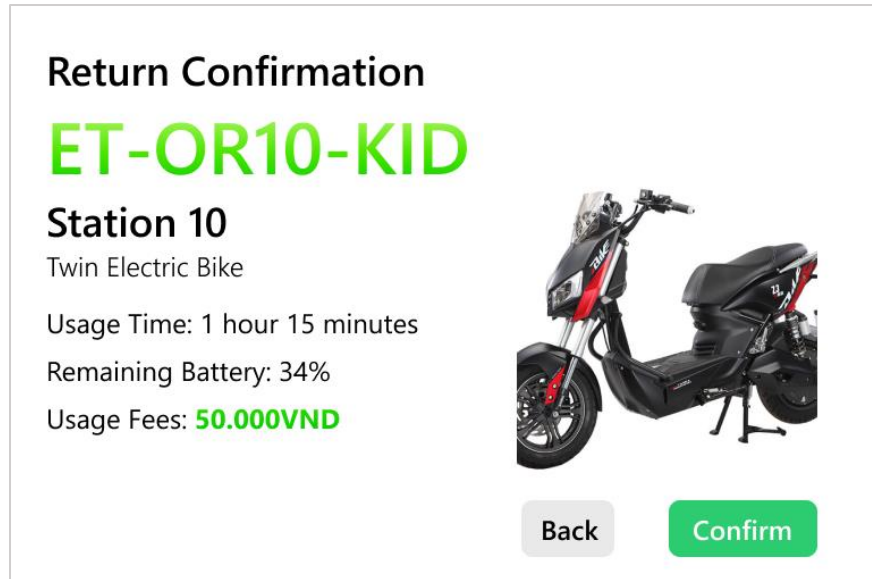 Return Confirmation
ET-OR10-KID
Station 10
Twin Electric Bike
Usage Time: 1 hour 15 minutes
Remaining Battery: 34%
Usage Fees: 50.000VND
Back
Confirm